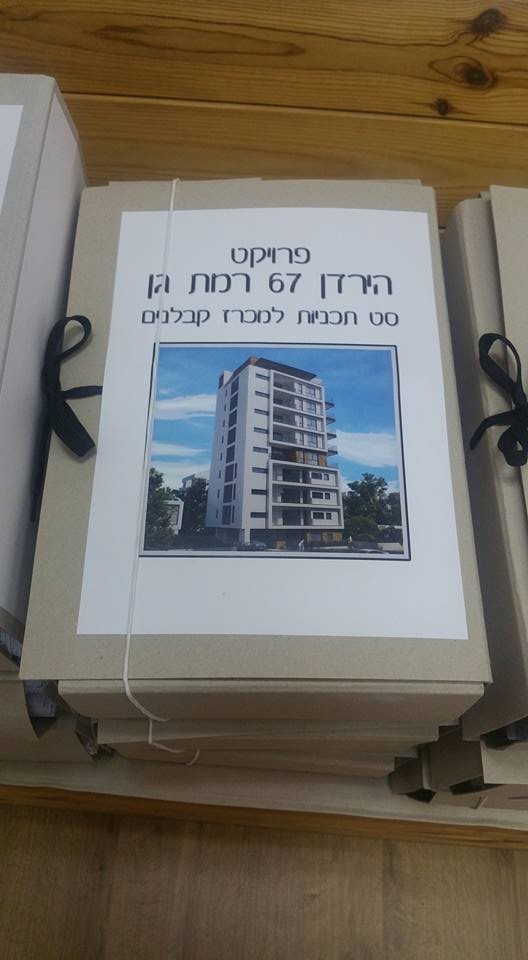 פרויקט
הירדן 67 רמת גן
סט תכניות למכרז קבלנים